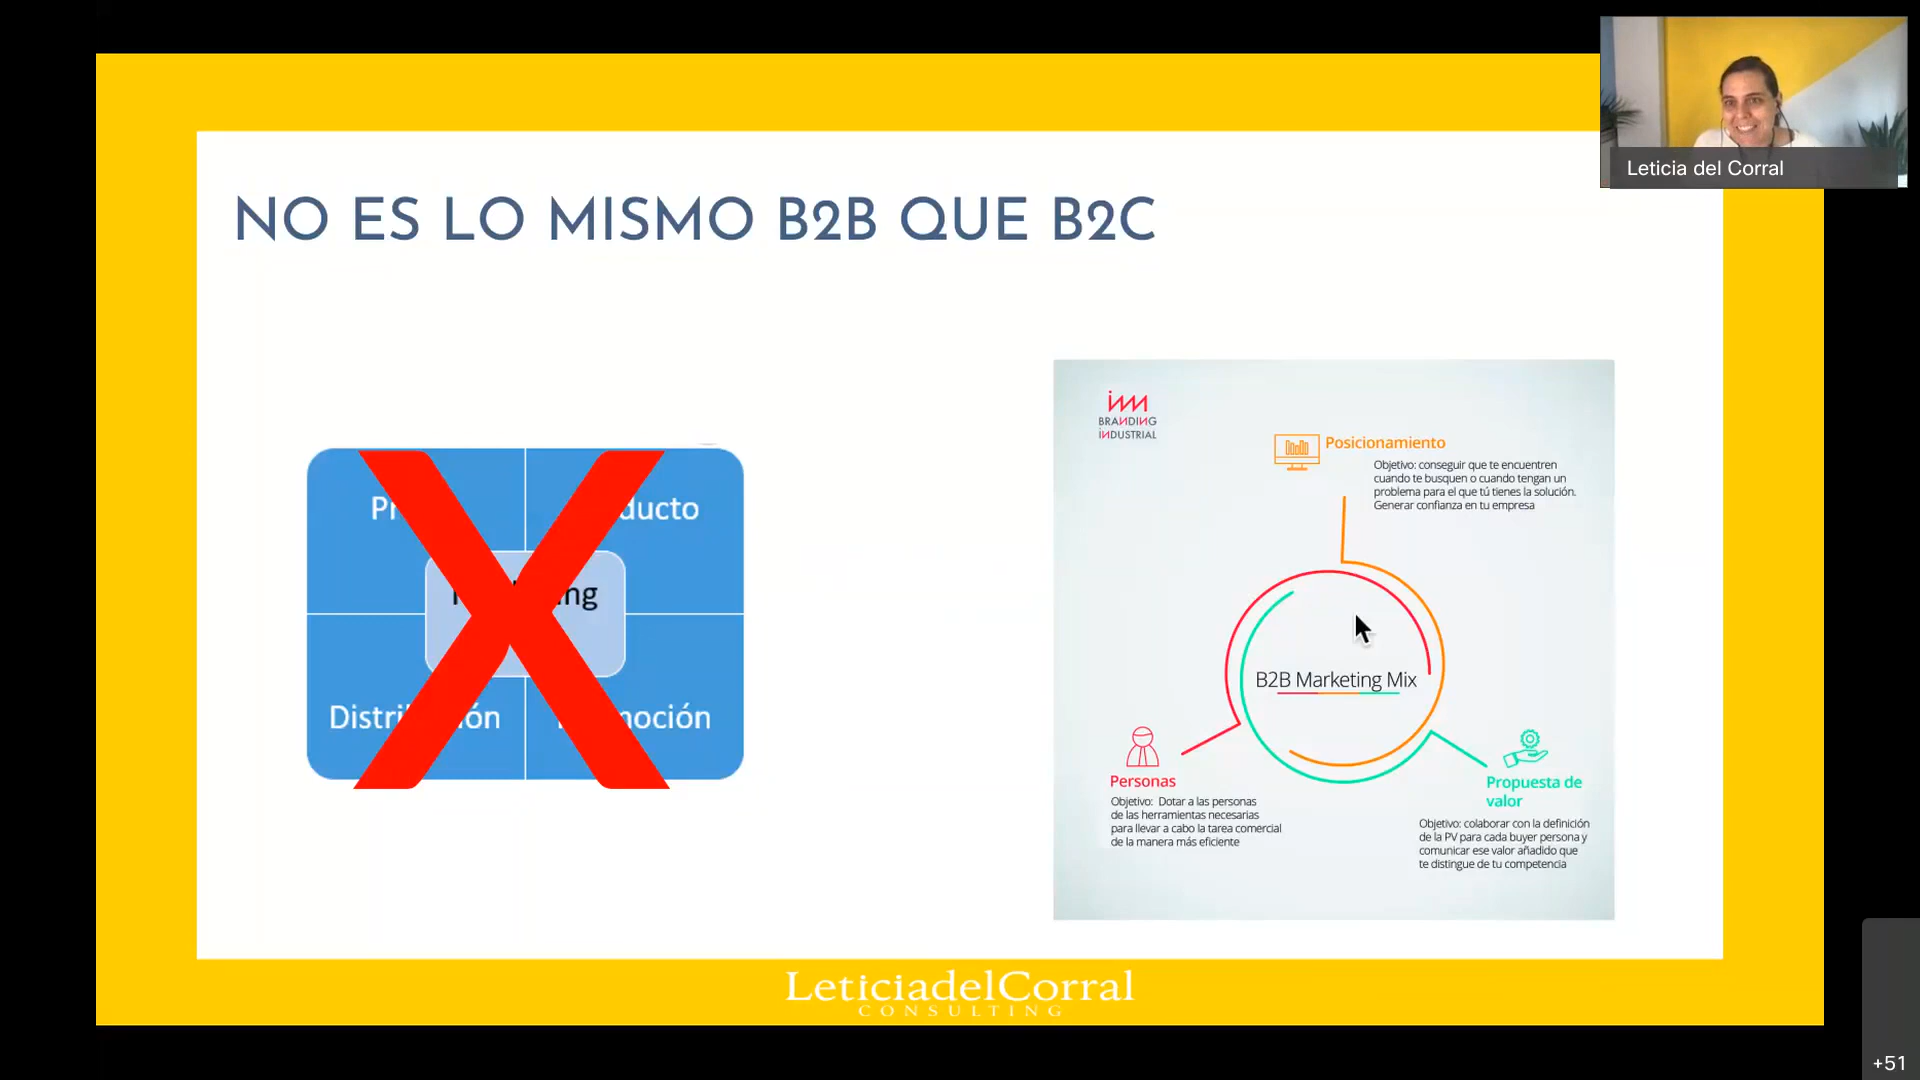 Leticia del Corral
NO ES LO MISMO B2B QUE B2C
Distribución
BRANDING
INDUSTRIAL
Posicionamiento
Objetivo: conseguir que te encuentren
cuando te busquen o cuando tengan un
problema para el que tú tienes la solución.
Generar confianza en tu empresa
B2B Marketing Mix
Personas
Objetivo: Dotar a las personas
de las herramientas necesarias
para llevar a cabo la tarea comercial
de la manera más eficiente
Propuesta de
valor
Objetivo: colaborar con la definición
de la PV para cada buyer persona y
comunicar ese valor añadido que
te distingue de tu competencia
LeticiadelCorral
CONSULTING
+51